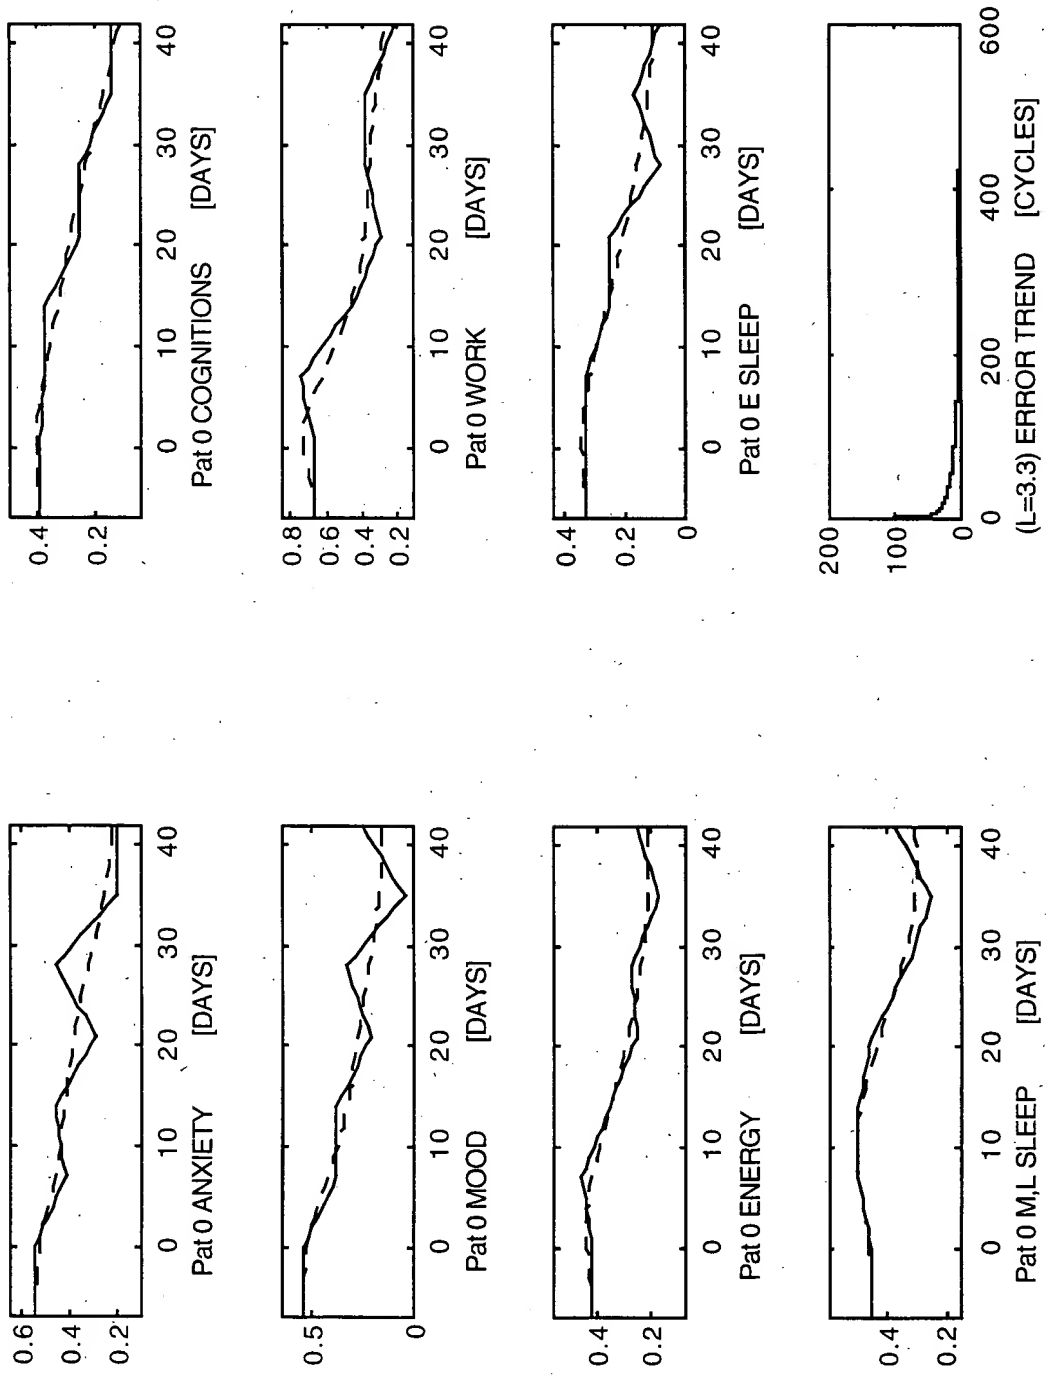 0.6
0.4
0.2
0 10 20 30 40
Pat 0 ANXIETY [DAYS]
0.4
0.2
0 10 20 30 40
Pat 0 COGNITIONS [DAYS]
0.5
0
0 10 20 30 40
Pat 0 MOOD [DAYS]
0.8
0.6
0.4
0.2
0 10 20 30 40
Pat 0 WORK [DAYS]
0.4
0.2
0 10 20 30 40
Pat 0 ENERGY [DAYS]
0.4
0.2
0
0 10 20 30 40
Pat 0 E SLEEP [DAYS]
0.4
0.2
0 10 20 30 40
Pat 0 M,L SLEEP [DAYS]
200
100
0
0 200 400 600
(L=3.3) ERROR TREND [CYCLES]